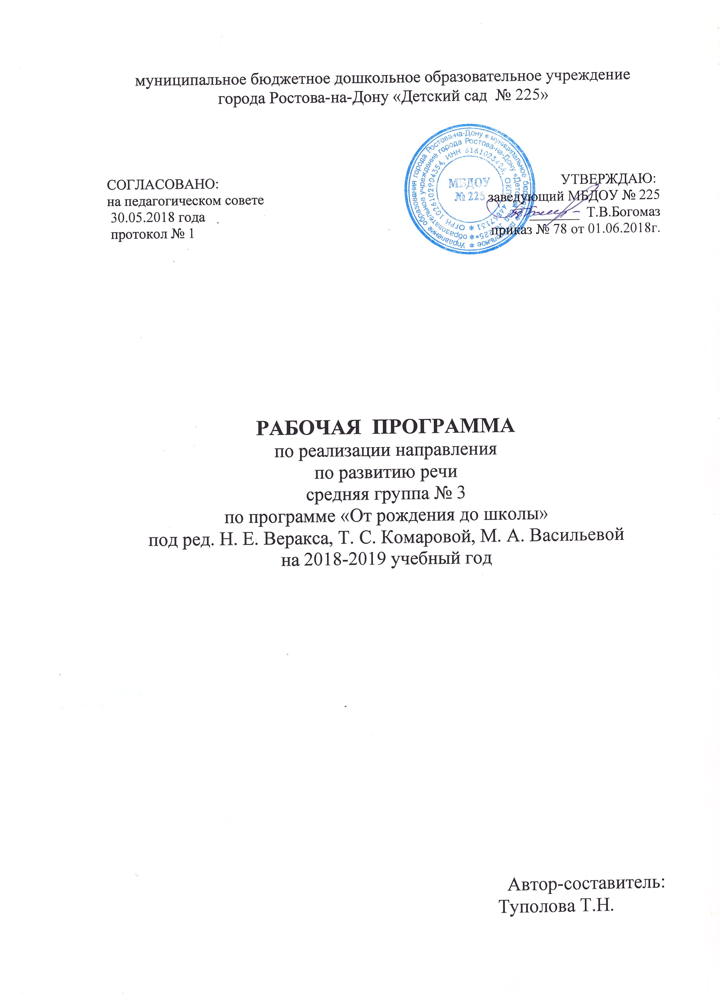 муниципальное бюджетное дошкольное образовательное учреждение
города Ростова-на-Дону «Детский сад № 225»
СОГЛАСОВАНО:
на педагогическом совете
30.05.2018 года
протокол № 1
УТВЕРЖДАЮ:
заведующий МБДОУ № 225
Т.В.Богомаз
приказ № 78 от 01.06.2018г.
Управление образования города Ростова-на-Дону * муниципальное бюджетное дошкольное *
образовательное учреждение города Ростова-на-Дону «Детский сад № 225» *
ОГРН 1026102904354, ИНН
МБДОУ
№ 225
РАБОЧАЯ ПРОГРАММА
по реализации направления
по развитию речи
средняя группа № 3
по программе «От рождения до школы»
под ред. Н. Е. Веракса, Т. С. Комаровой, М. А. Васильевой
на 2018-2019 учебный год
Автор-составитель:
Туполова Т.Н.